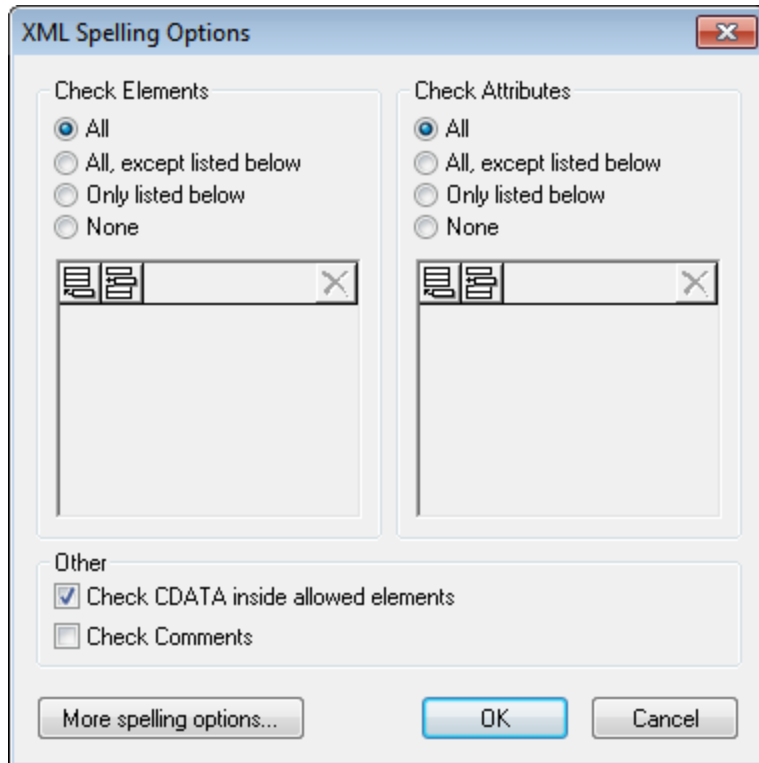 XML Spelling Options
Check Elements
All
All, except listed below
Only listed below
None
Check Attributes
All
All, except listed below
Only listed below
None
Other
Check CDATA inside allowed elements
Check Comments
More spelling options...
OK
Cancel